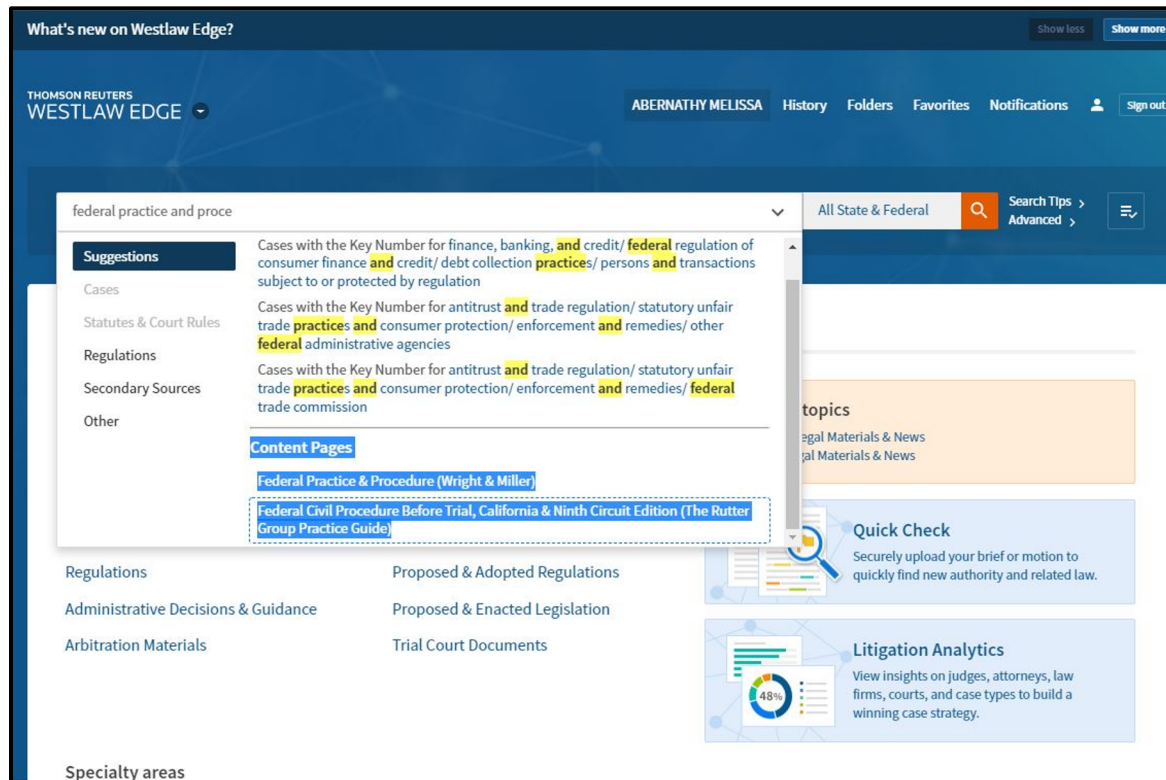 What's new on Westlaw Edge?
Show less
Show more
THOMSON REUTERS
WESTLAW EDGE
ABERNATHY MELISSA
History
Folders
Favorites
Notifications
Sign out
federal practice and proce
All State & Federal
Search Tips
Advanced
Suggestions
Cases
Statutes & Court Rules
Regulations
Secondary Sources
Other
Cases with the Key Number for finance, banking, and credit/ federal regulation of
consumer finance and credit/ debt collection practices/ persons and transactions
subject to or protected by regulation
Cases with the Key Number for antitrust and trade regulation/ statutory unfair
trade practices and consumer protection/ enforcement and remedies/ other
federal administrative agencies
Cases with the Key Number for antitrust and trade regulation/ statutory unfair
trade practices and consumer protection/ enforcement and remedies/ federal
trade commission
Content Pages
Federal Practice & Procedure (Wright & Miller)
Federal Civil Procedure Before Trial, California & Ninth Circuit Edition (The Rutter
Group Practice Guide)
topics
Legal Materials & News
Materials & News
Regulations
Proposed & Adopted Regulations
Administrative Decisions & Guidance
Proposed & Enacted Legislation
Arbitration Materials
Trial Court Documents
Quick Check
Securely upload your brief or motion to
quickly find new authority and related law.
Litigation Analytics
View insights on judges, attorneys, law
firms, courts, and case types to build a
winning case strategy.
48%
Specialty areas